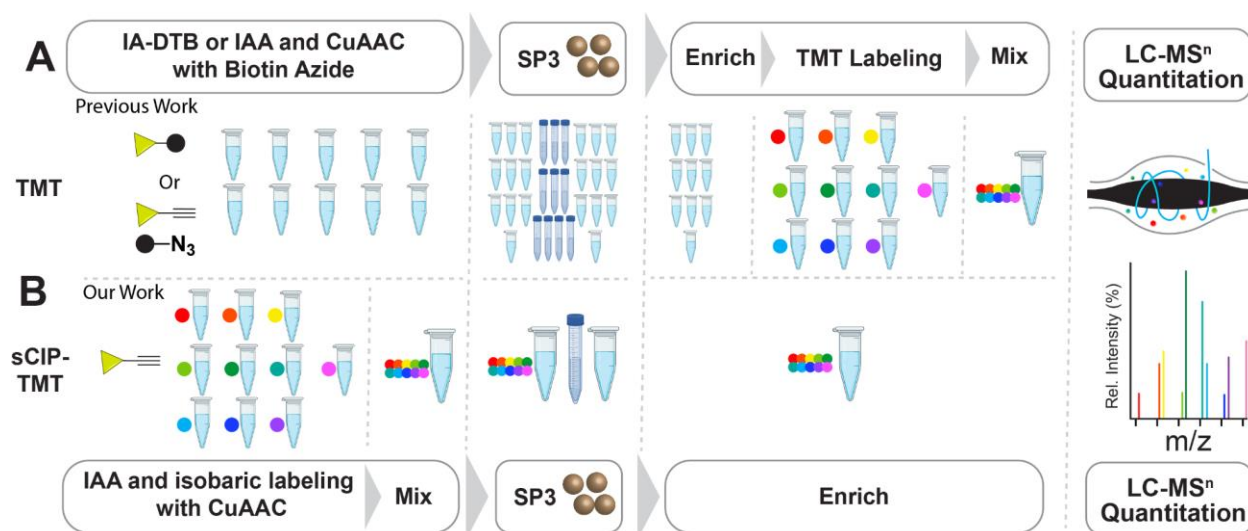 A
IA-DTB or IAA and CuAAC
with Biotin Azide
SP3
Enrich
TMT Labeling
Mix
LC-MSⁿ
Quantitation
Previous Work
TMT
Or
N₃
B
Our Work
sCIP-
TMT
Rel. Intensity (%)
m/z
IAA and isobaric labeling
with CuAAC
Mix
SP3
Enrich
LC-MSⁿ
Quantitation